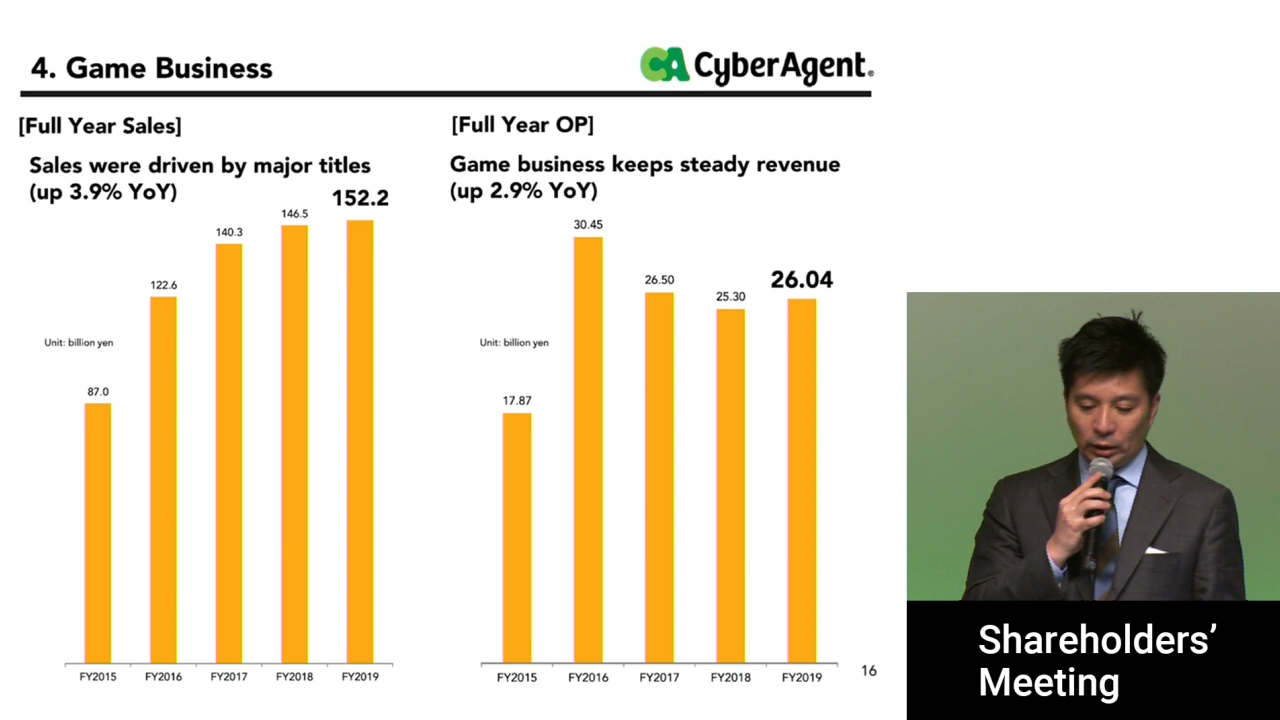 4. Game Business
CA CyberAgent®
[Full Year Sales]
Sales were driven by major titles
(up 3.9% YoY)
152.2
146.5
140.3
122.6
Unit: billion yen
87.0
FY2015 FY2016 FY2017 FY2018 FY2019
[Full Year OP]
Game business keeps steady revenue
(up 2.9% YoY)
30.45
26.50
26.04
25.30
Unit: billion yen
17.87
FY2015 FY2016 FY2017 FY2018 FY2019
16
Shareholders’
Meeting